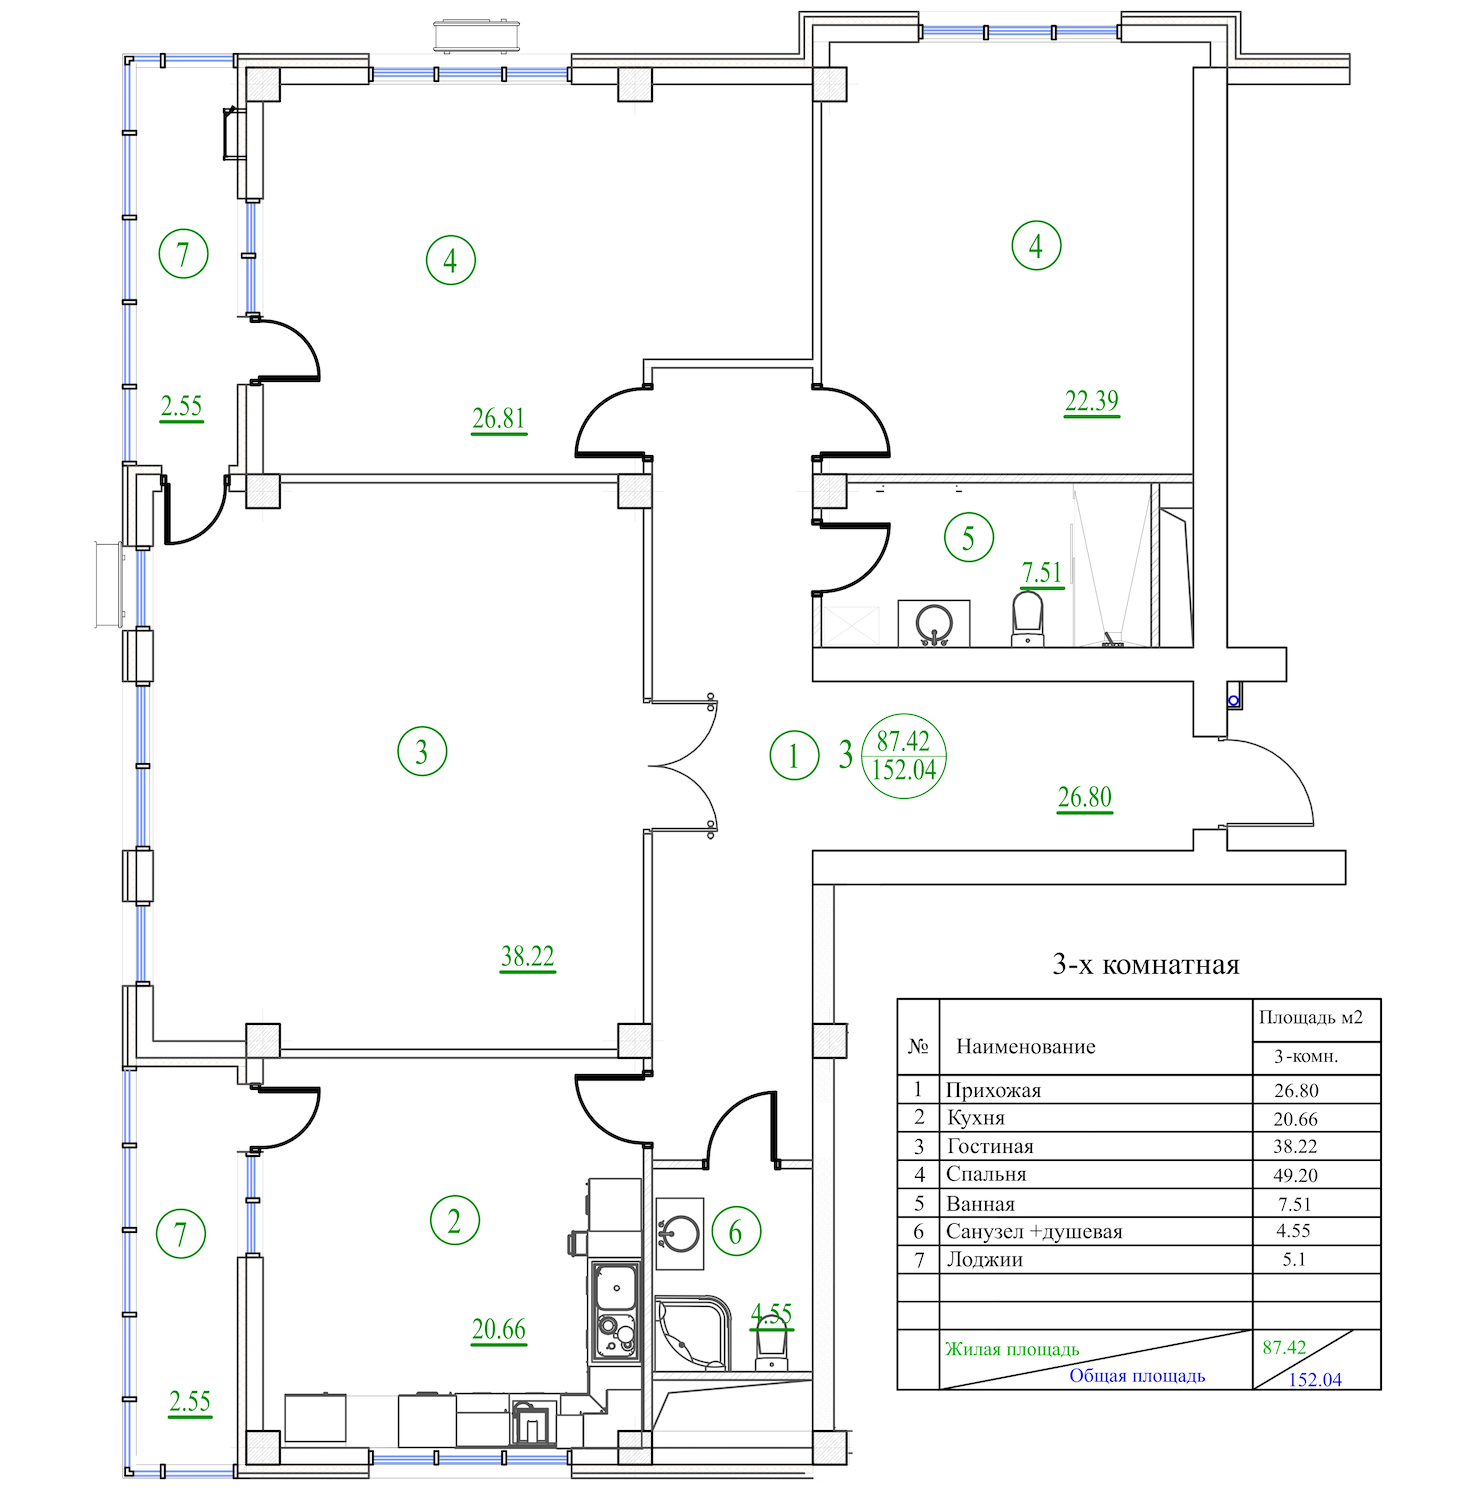 7
4
4
2.55
26.81
22.39
5
7.51
3
1
3
87.42
152.04
26.80
38.22
7
2
6
4.55
20.66
2.55
3-х комнатная
№ Наименование Площадь м2
3-комн.
1 Прихожая 26.80
2 Кухня 20.66
3 Гостиная 38.22
4 Спальня 49.20
5 Ванная 7.51
6 Санузел +душевая 4.55
7 Лоджии 5.1
Жилая площадь 87.42
Общая площадь 152.04